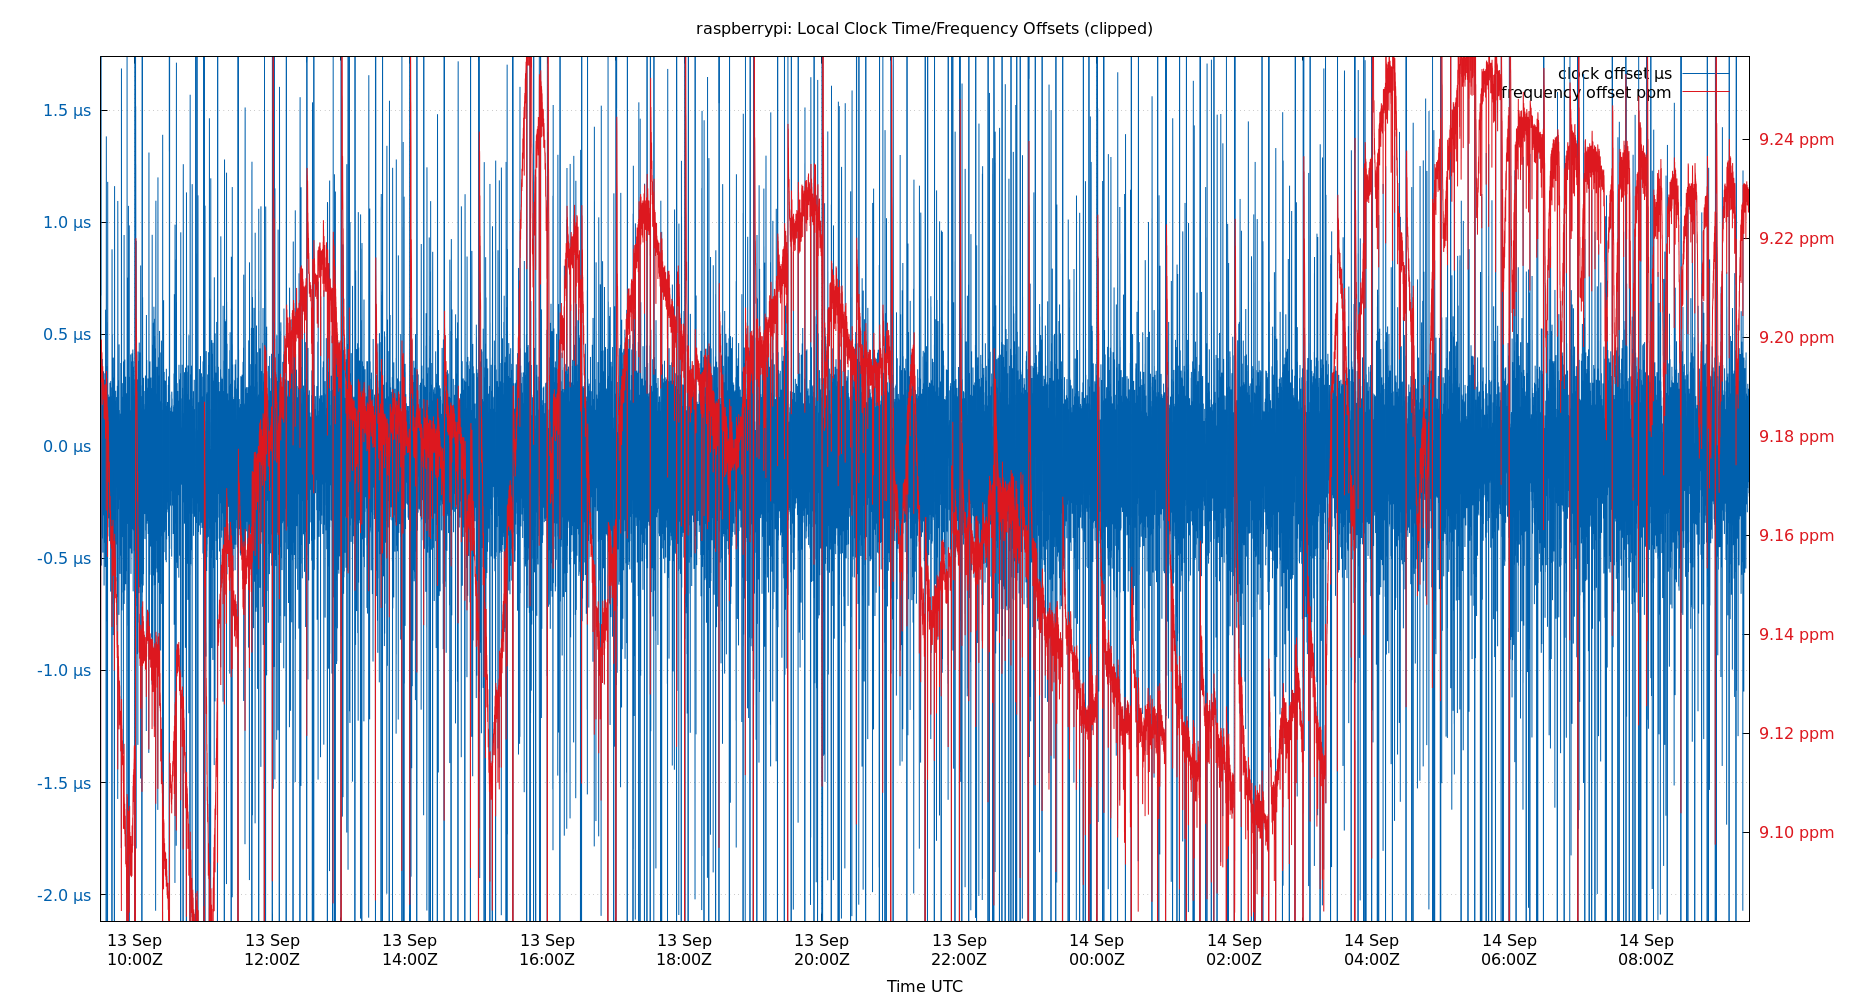 raspberrypi: Local Clock Time/Frequency Offsets (clipped)
clock offset µs
frequency offset ppm
1.5 µs
1.0 µs
0.5 µs
0.0 µs
-0.5 µs
-1.0 µs
-1.5 µs
-2.0 µs
9.24 ppm
9.22 ppm
9.20 ppm
9.18 ppm
9.16 ppm
9.14 ppm
9.12 ppm
9.10 ppm
13 Sep 13 Sep 13 Sep 13 Sep 13 Sep 13 Sep 13 Sep 14 Sep 14 Sep 14 Sep 14 Sep 14 Sep
10:00Z 12:00Z 14:00Z 16:00Z 18:00Z 20:00Z 22:00Z 00:00Z 02:00Z 04:00Z 06:00Z 08:00Z
Time UTC